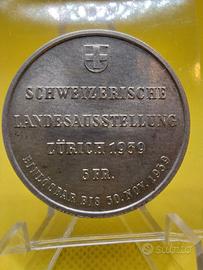 SCHWEIZERISCHE
LANDESAUSSTELLUNG
ZÜRICH 1939
5 FR.
EINLÖSBAR BIS 30. NOV. 1939
subito